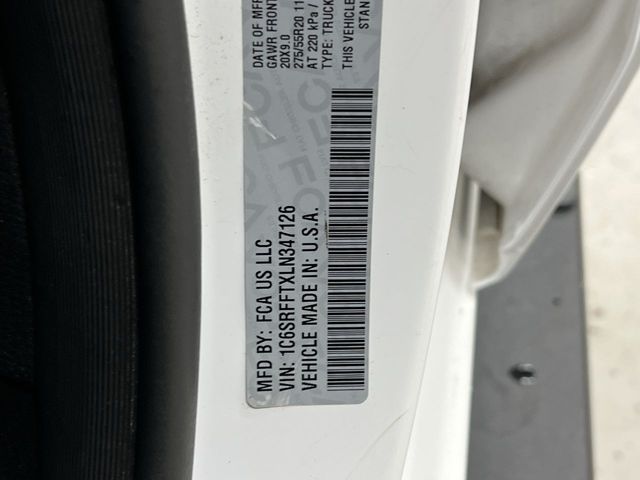 MFD BY: FCA US LLC
VIN: 1C6SRFFTXLN347126
VEHICLE MADE IN: U.S.A.
DATE OF MFR
GAWR FRONT
20X9.0
275/55R20 11
AT 220 kPa /
TYPE: TRUCK
THIS VEHICLE
STAN